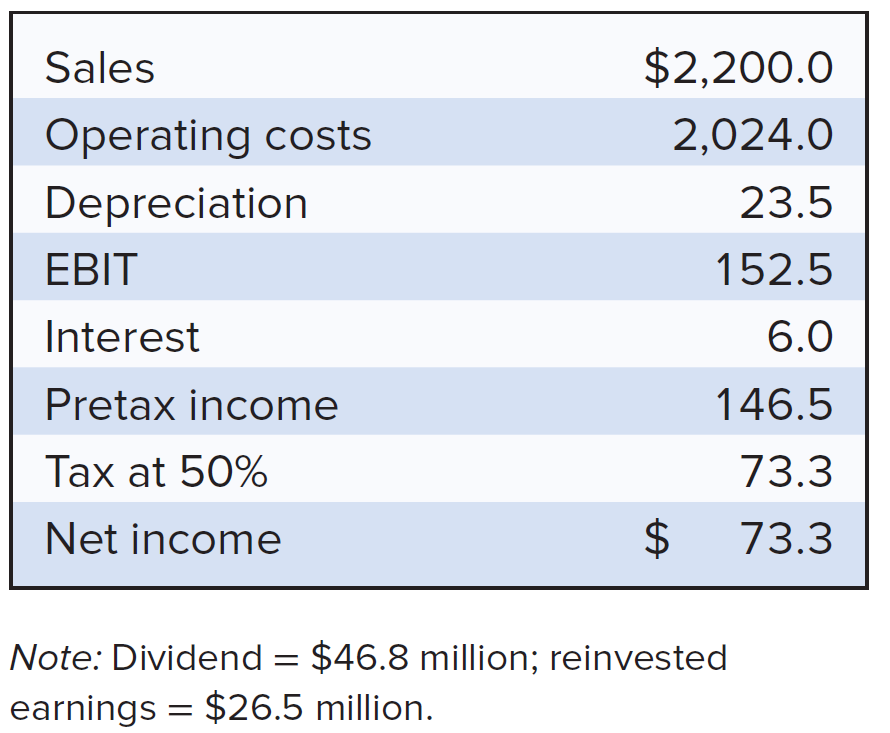 Sales $2,200.0
Operating costs 2,024.0
Depreciation 23.5
EBIT 152.5
Interest 6.0
Pretax income 146.5
Tax at 50% 73.3
Net income $ 73.3
Note: Dividend = $46.8 million; reinvested
earnings = $26.5 million.